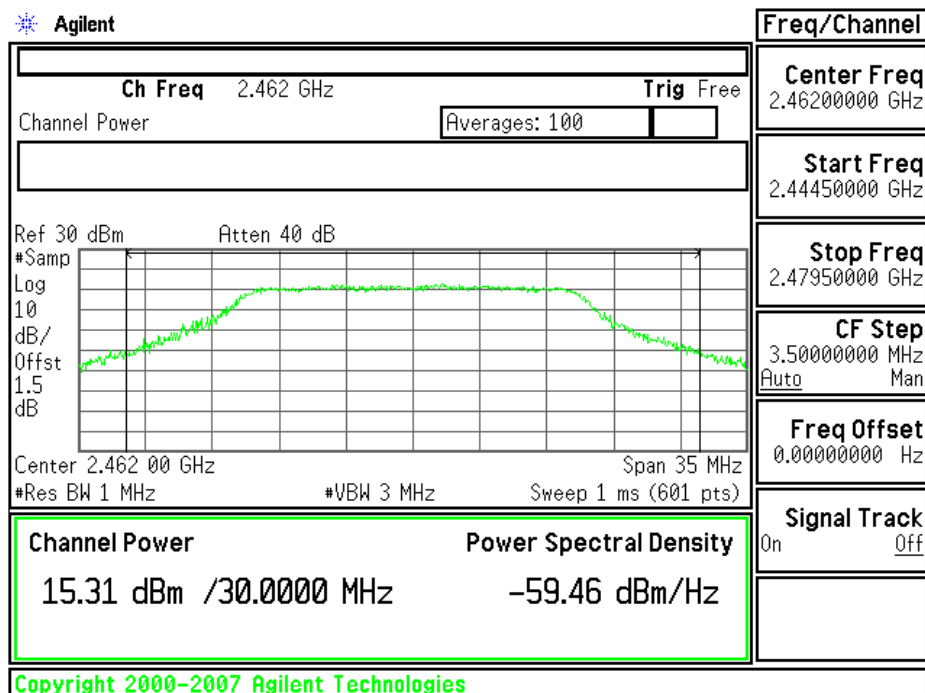 Agilent
Freq/Channel
Ch Freq 2.462 GHz Trig Free
Channel Power Averages: 100
Center Freq
2.46200000 GHz
Start Freq
2.44450000 GHz
Stop Freq
2.47950000 GHz
CF Step
3.50000000 MHz
Auto Man
Freq Offset
0.00000000 Hz
Signal Track
On Off
Ref 30 dBm Atten 40 dB
#Samp
Log
10
dB/
Offst
1.5
dB
Center 2.462 00 GHz Span 35 MHz
#Res BW 1 MHz #VBW 3 MHz Sweep 1 ms (601 pts)
Channel Power Power Spectral Density
15.31 dBm /30.0000 MHz -59.46 dBm/Hz
Copyright 2000-2007 Agilent Technologies